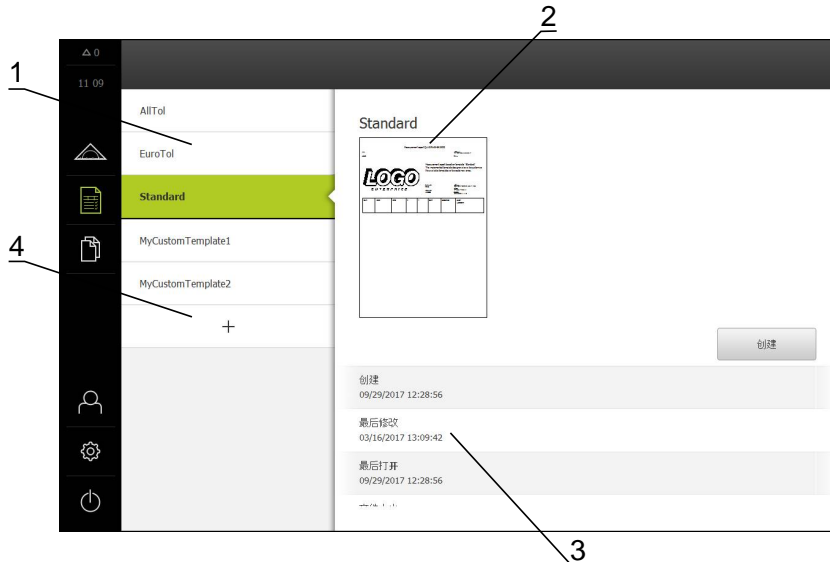 2
△ 0
1
11 09
AllTol
Standard
EuroTol
LOGO
ENTERPRISE
Standard
4
MyCustomTemplate1
MyCustomTemplate2
+
创建
创建
09/29/2017 12:28:56
最后修改
03/16/2017 13:09:42
最后打开
09/29/2017 12:28:56
3